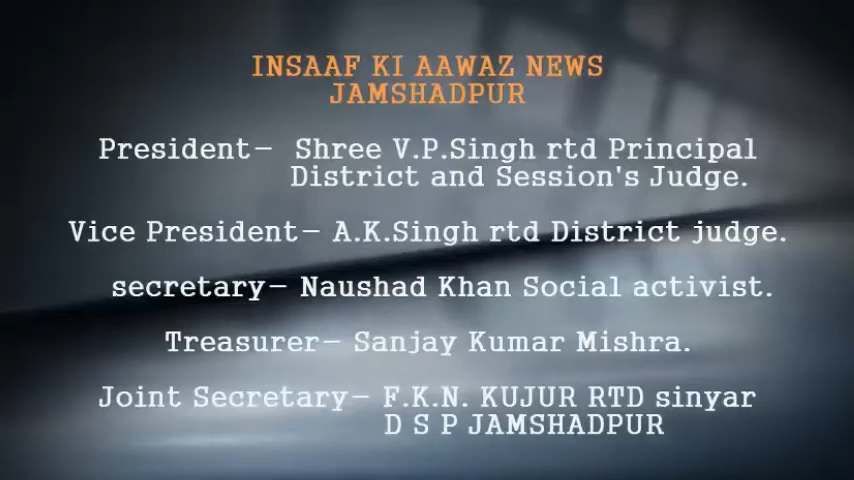 INSAAF KI AAWAZ NEWS
JAMSHADPUR
President- Shree V.P.Singh rtd Principal
District and Session's Judge.
Vice President- A.K.Singh rtd District judge.
secretary- Naushad Khan Social activist.
Treasurer- Sanjay Kumar Mishra.
Joint Secretary- F.K.N. KUJUR RTD sinyar
D S P JAMSHADPUR